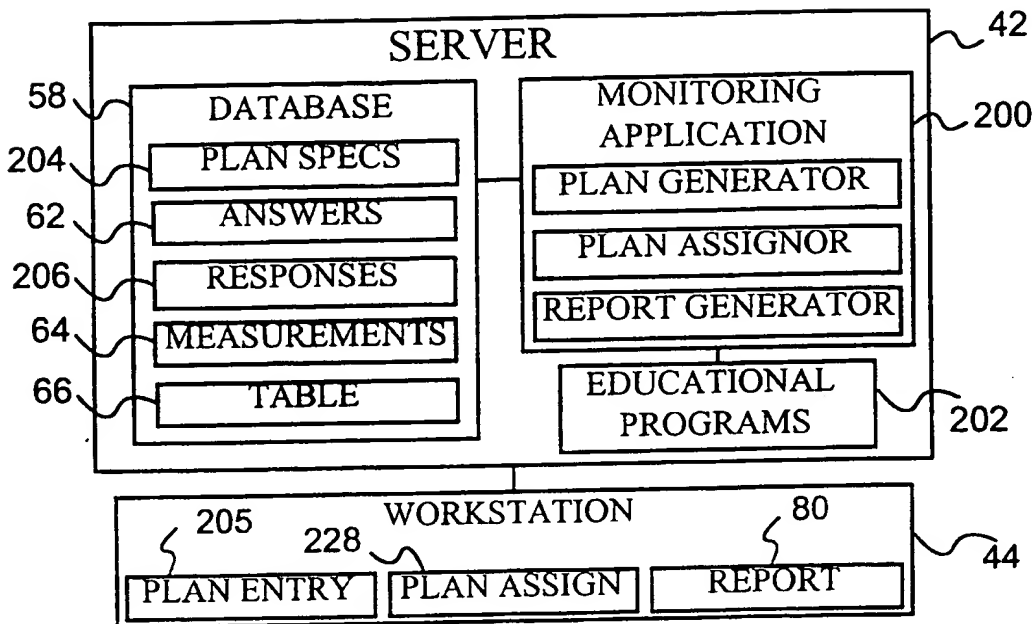 SERVER
42
58
DATABASE
204
PLAN SPECS
62
ANSWERS
206
RESPONSES
64
MEASUREMENTS
66
TABLE
MONITORING
APPLICATION
200
PLAN GENERATOR
PLAN ASSIGNOR
REPORT GENERATOR
EDUCATIONAL
PROGRAMS
202
WORKSTATION
205
228
80
44
PLAN ENTRY
PLAN ASSIGN
REPORT